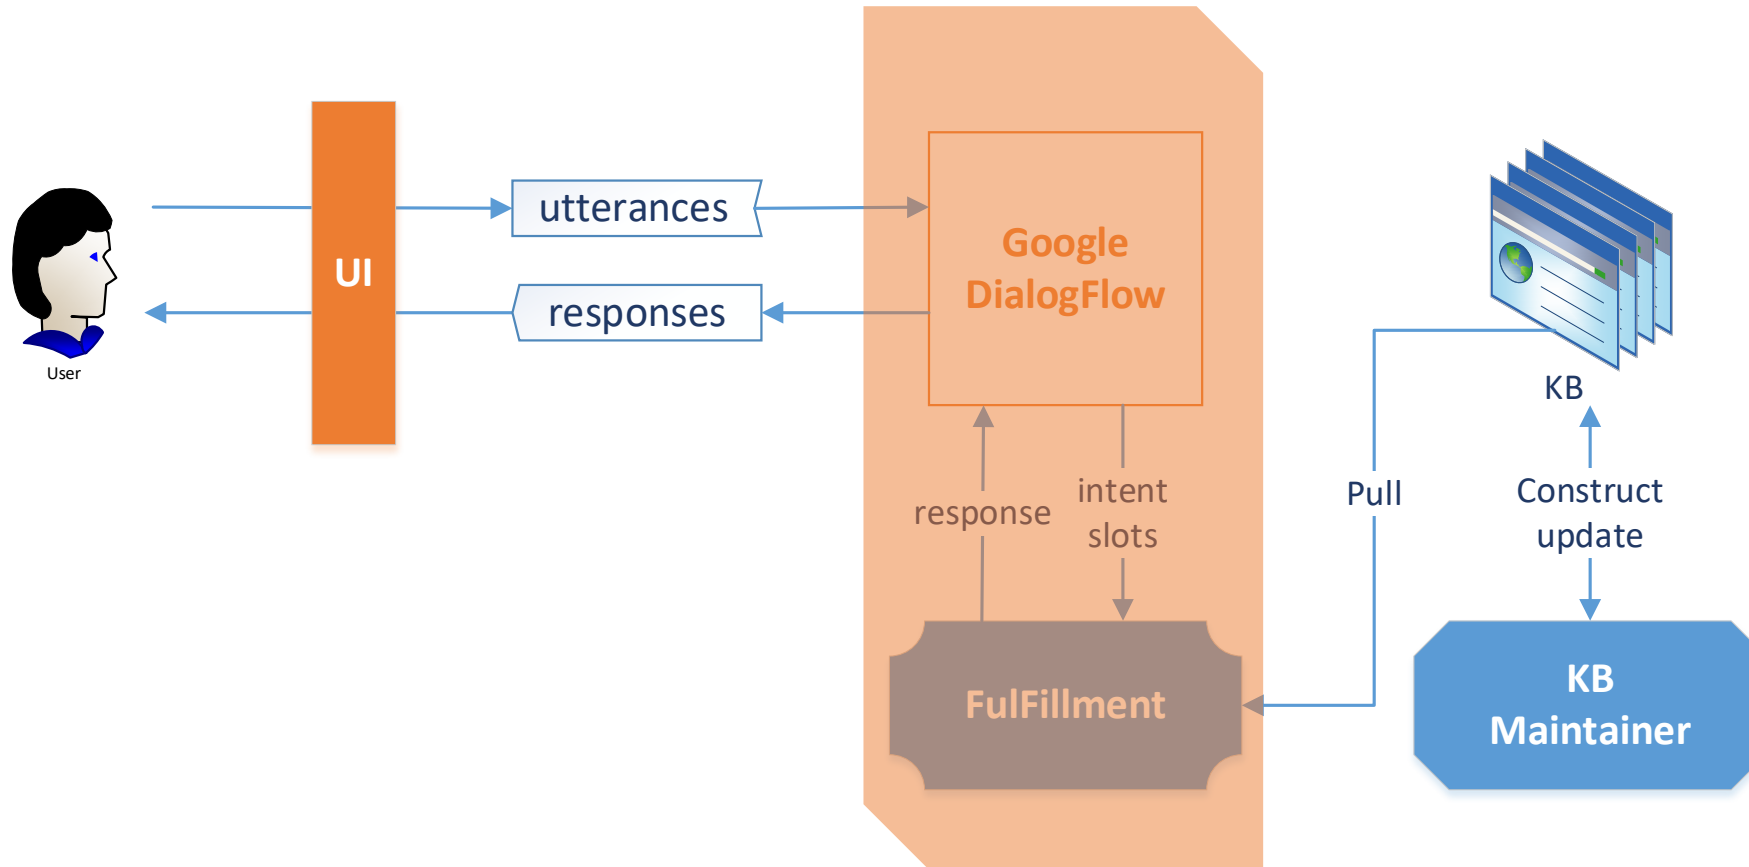 User
UI
utterances
responses
Google
DialogFlow
response
intent
slots
FulFillment
Pull
KB
Construct
update
KB
Maintainer